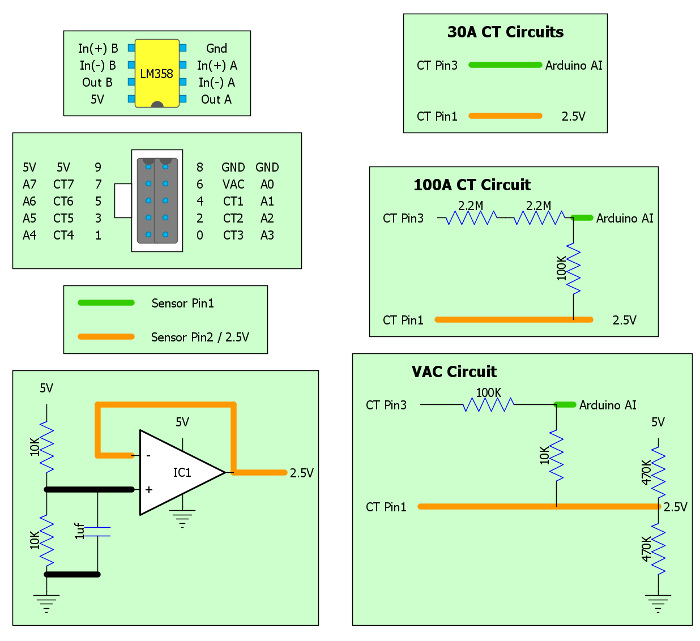 In(+) B Gnd
In(-) B LM358 In(+) A
Out B In(-) A
5V Out A
5V 5V 9 8 GND GND
A7 CT7 7 6 VAC A0
A6 CT6 5 4 CT1 A1
A5 CT5 3 2 CT2 A2
A4 CT4 1 0 CT3 A3
Sensor Pin1
Sensor Pin2 / 2.5V
5V
10K
5V
-
IC1
2.5V
+
10K
1uf
30A CT Circuits
CT Pin3 Arduino AI
CT Pin1 2.5V
100A CT Circuit
2.2M 2.2M
CT Pin3 Arduino AI
100K
CT Pin1 2.5V
VAC Circuit
100K
CT Pin3 Arduino AI
5V
10K
470K
CT Pin1 2.5V
470K